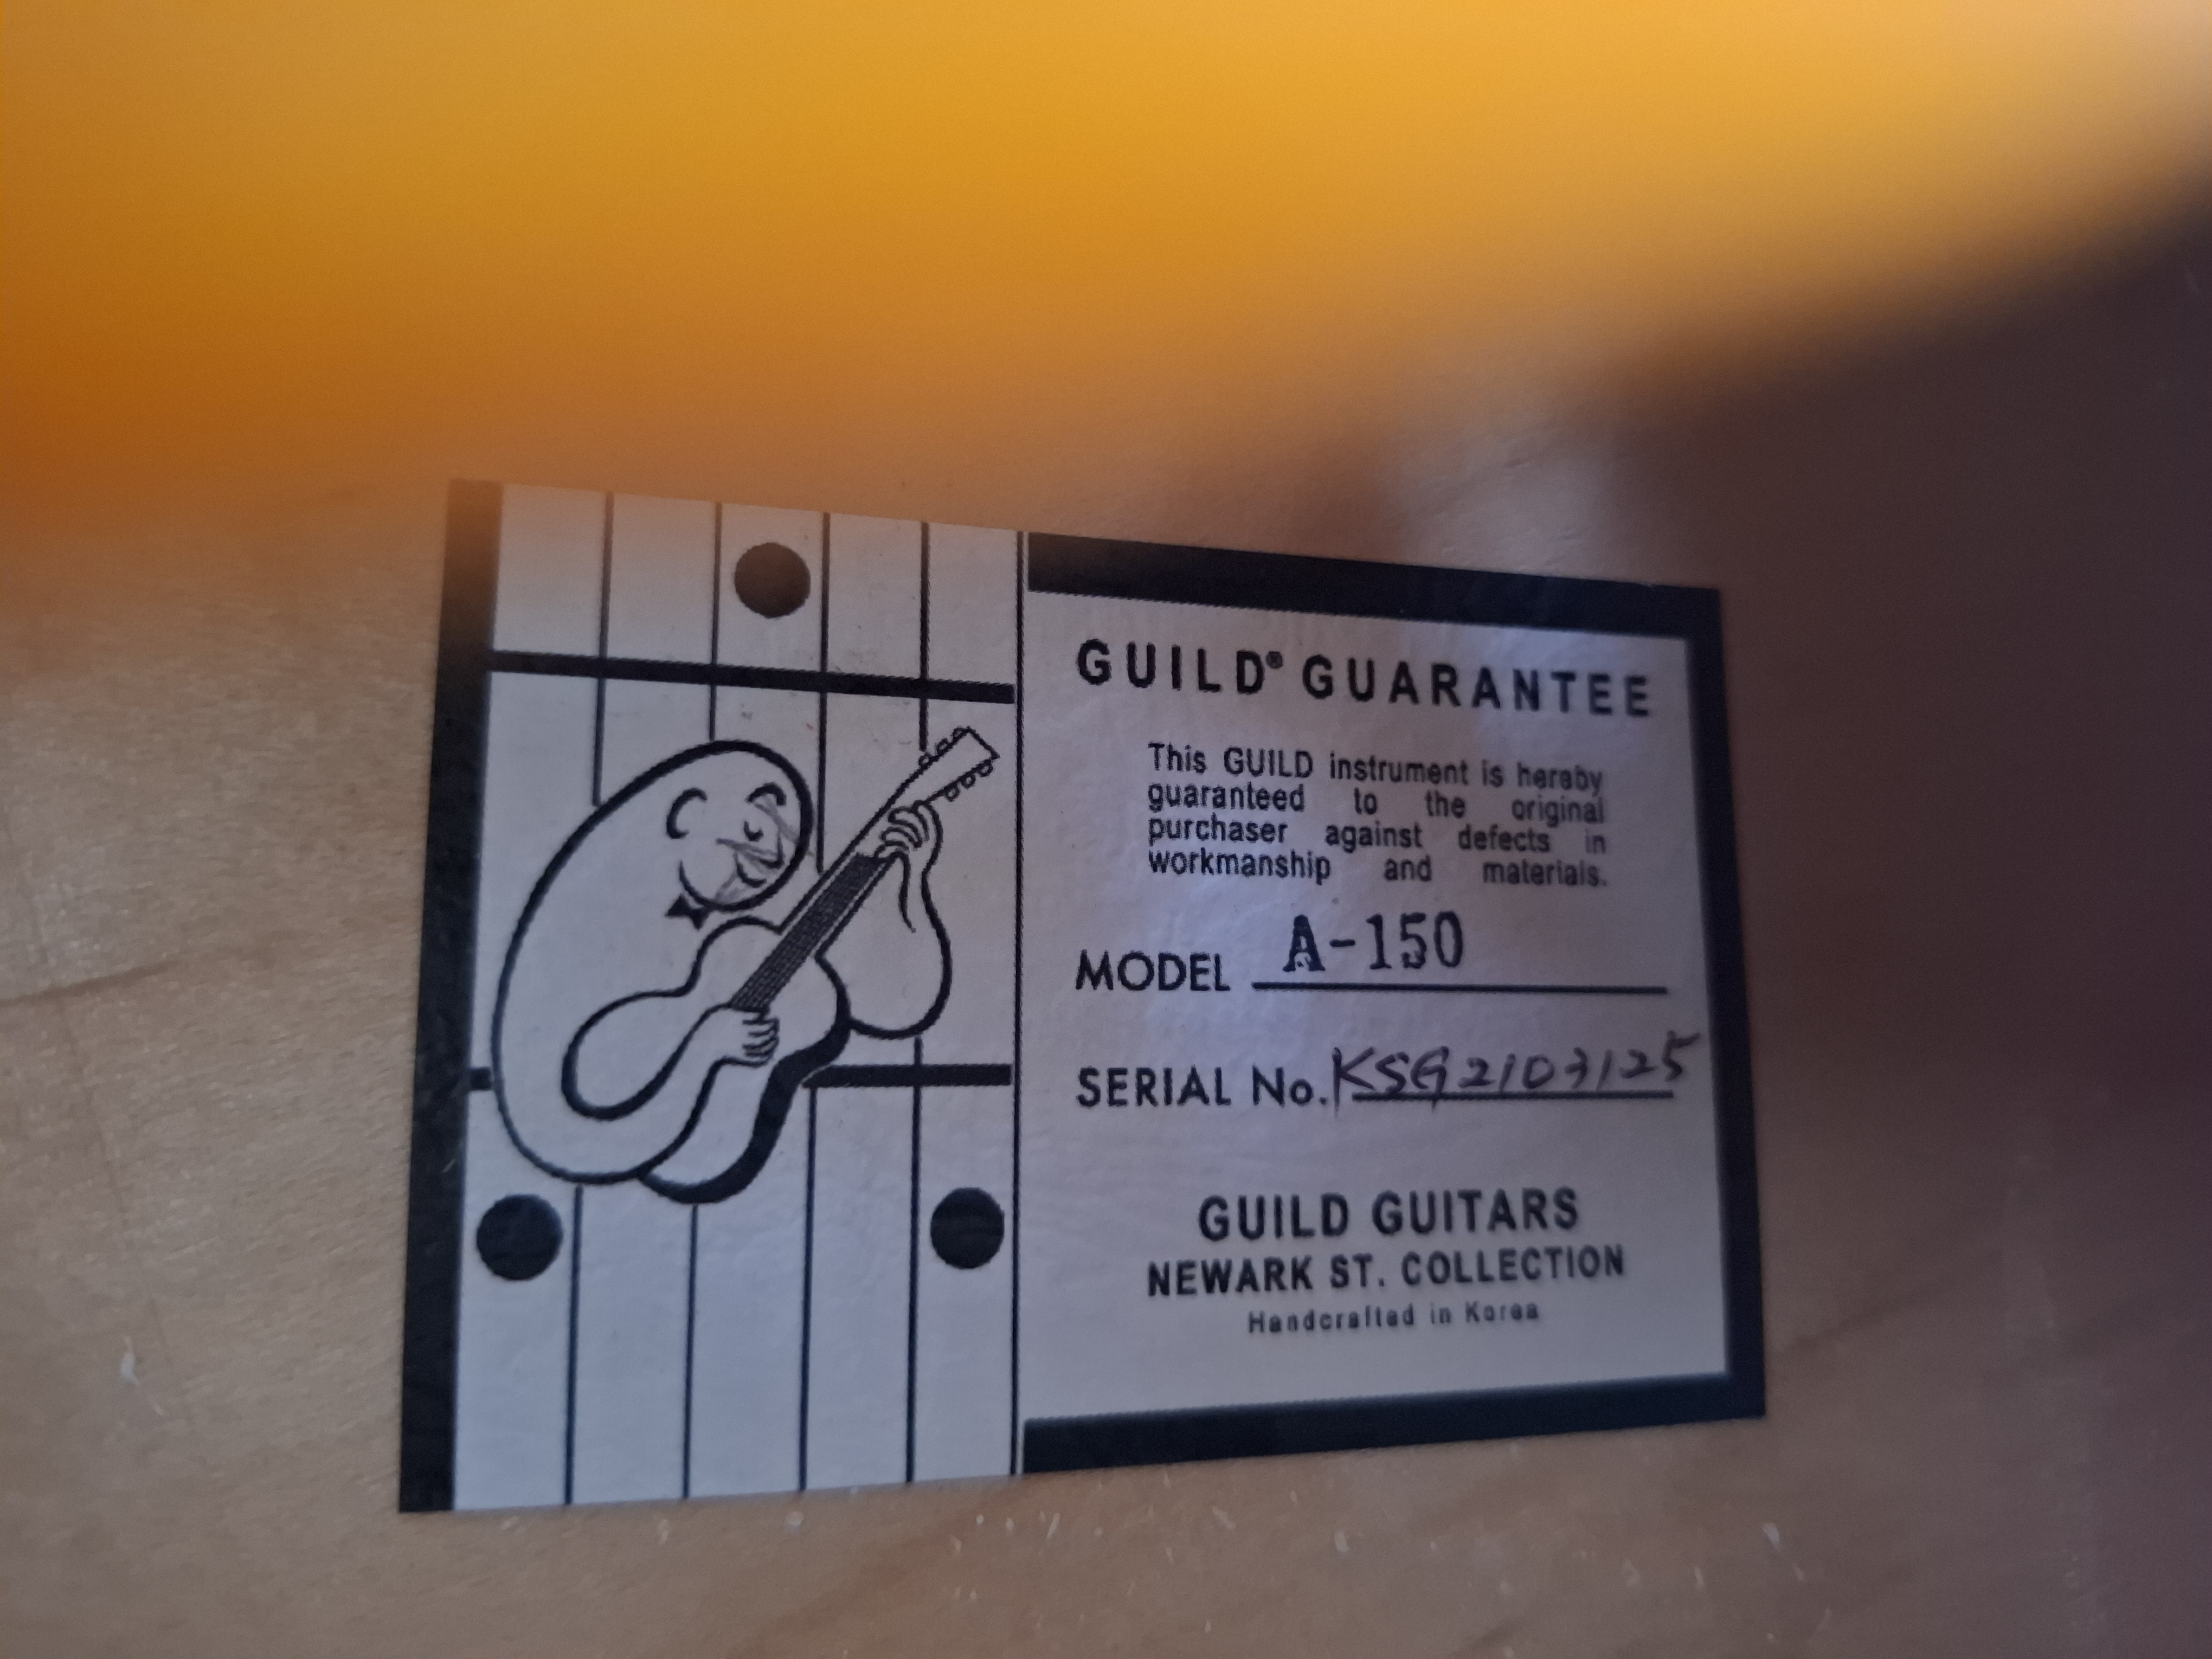 GUILD® GUARANTEE
This GUILD instrument is hereby
guaranteed to the original
purchaser against defects in
workmanship and materials.
MODEL A-150
SERIAL No. KSG2103125
GUILD GUITARS
NEWARK ST. COLLECTION
Handcrafted in Korea